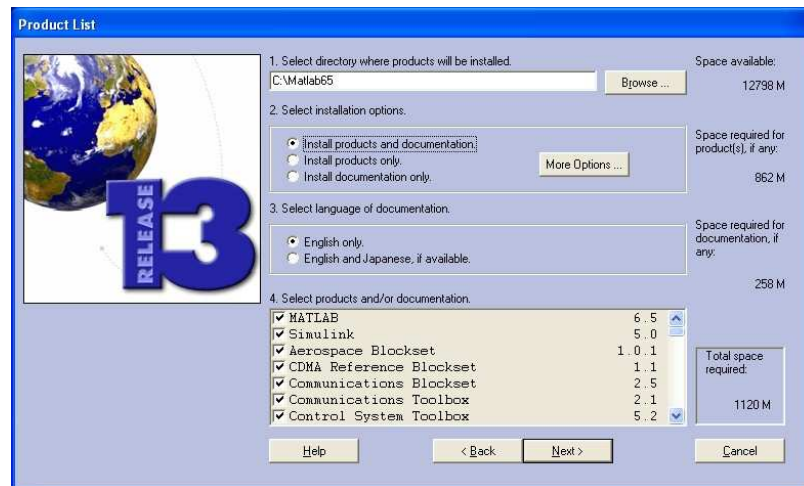 Product List
1. Select directory where products will be installed.
C:\Matlab65
Browse ...
Space available:
12798 M
2. Select installation options.
Install products and documentation.
Install products only.
Install documentation only.
More Options ...
Space required for
product(s), if any:
862 M
3. Select language of documentation.
English only.
English and Japanese, if available.
Space required for
documentation, if
any:
258 M
4. Select products and/or documentation.
MATLAB 6.5
Simulink 5.0
Aerospace Blockset 1.0.1
CDMA Reference Blockset 1.1
Communications Blockset 2.5
Communications Toolbox 2.1
Control System Toolbox 5.2
Total space
required:
1120 M
RELEASE
13
Help
< Back
Next >
Cancel